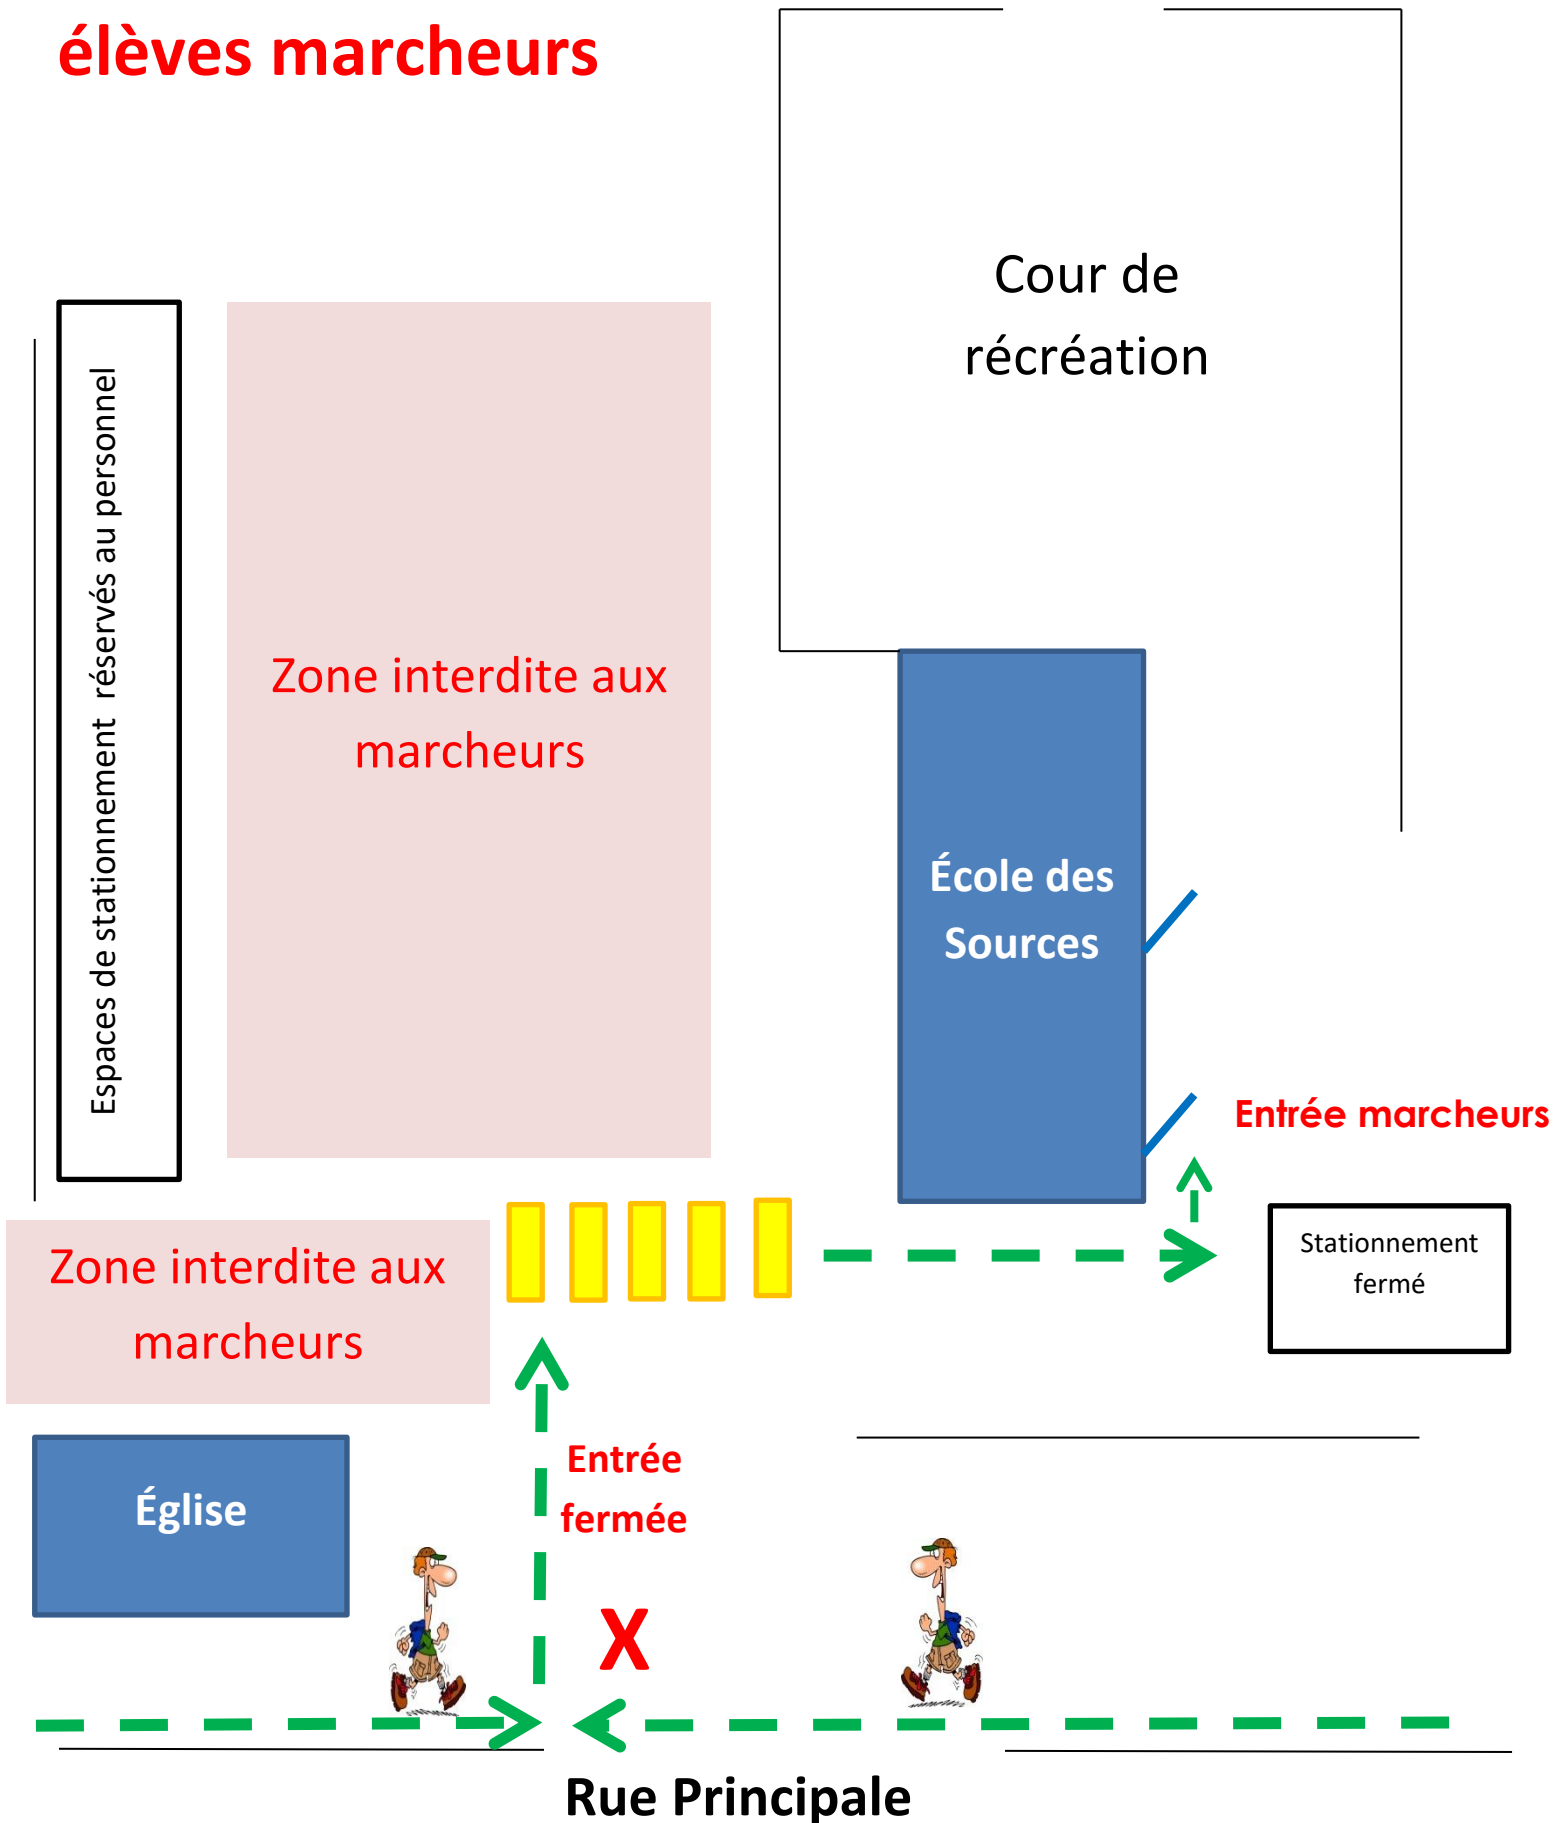 élèves marcheurs
Cour de
récréation
Espaces de stationnement  réservés au personnel
Zone interdite aux
marcheurs
École des
Sources
Entrée marcheurs
Stationnement
fermé
Zone interdite aux
marcheurs
Entrée
fermée
Église
X
Rue Principale